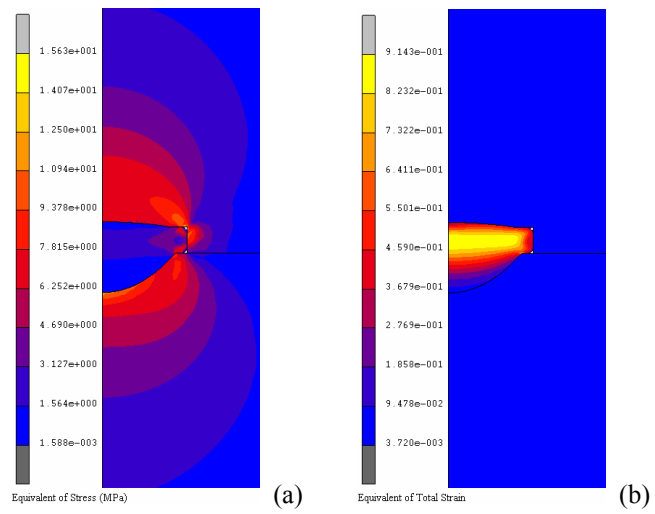 1.563e+001
1.407e+001
1.250e+001
1.094e+001
9.378e+000
7.815e+000
6.252e+000
4.690e+000
3.127e+000
1.564e+000
1.588e-003
Equivalent of Stress (MPa)
(a)
9.143e-001
8.232e-001
7.322e-001
6.411e-001
5.501e-001
4.590e-001
3.679e-001
2.769e-001
1.858e-001
9.478e-002
3.720e-003
Equivalent of Total Strain
(b)